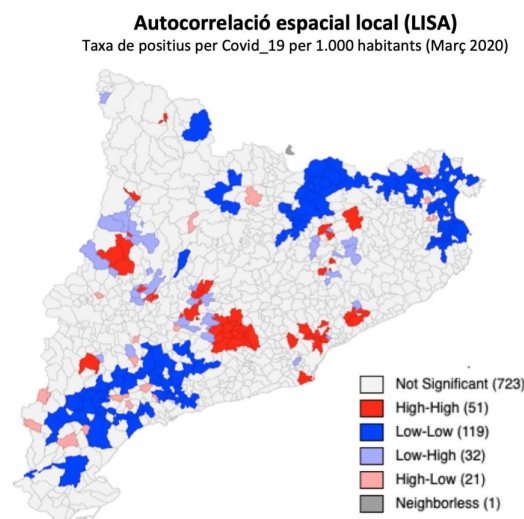 Autocorrelació espacial local (LISA)
Taxa de positius per Covid_19 per 1.000 habitants (Març 2020)
Not Significant (723)
High-High (51)
Low-Low (119)
Low-High (32)
High-Low (21)
Neighborless (1)